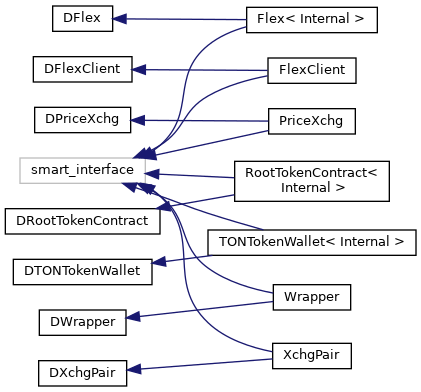 DFlex
Flex< Internal >
DFlexClient
FlexClient
DPriceXchg
PriceXchg
smart_interface
RootTokenContract<
Internal >
DRootTokenContract
TONTokenWallet< Internal >
DTONTokenWallet
Wrapper
DWrapper
XchgPair
DXchgPair